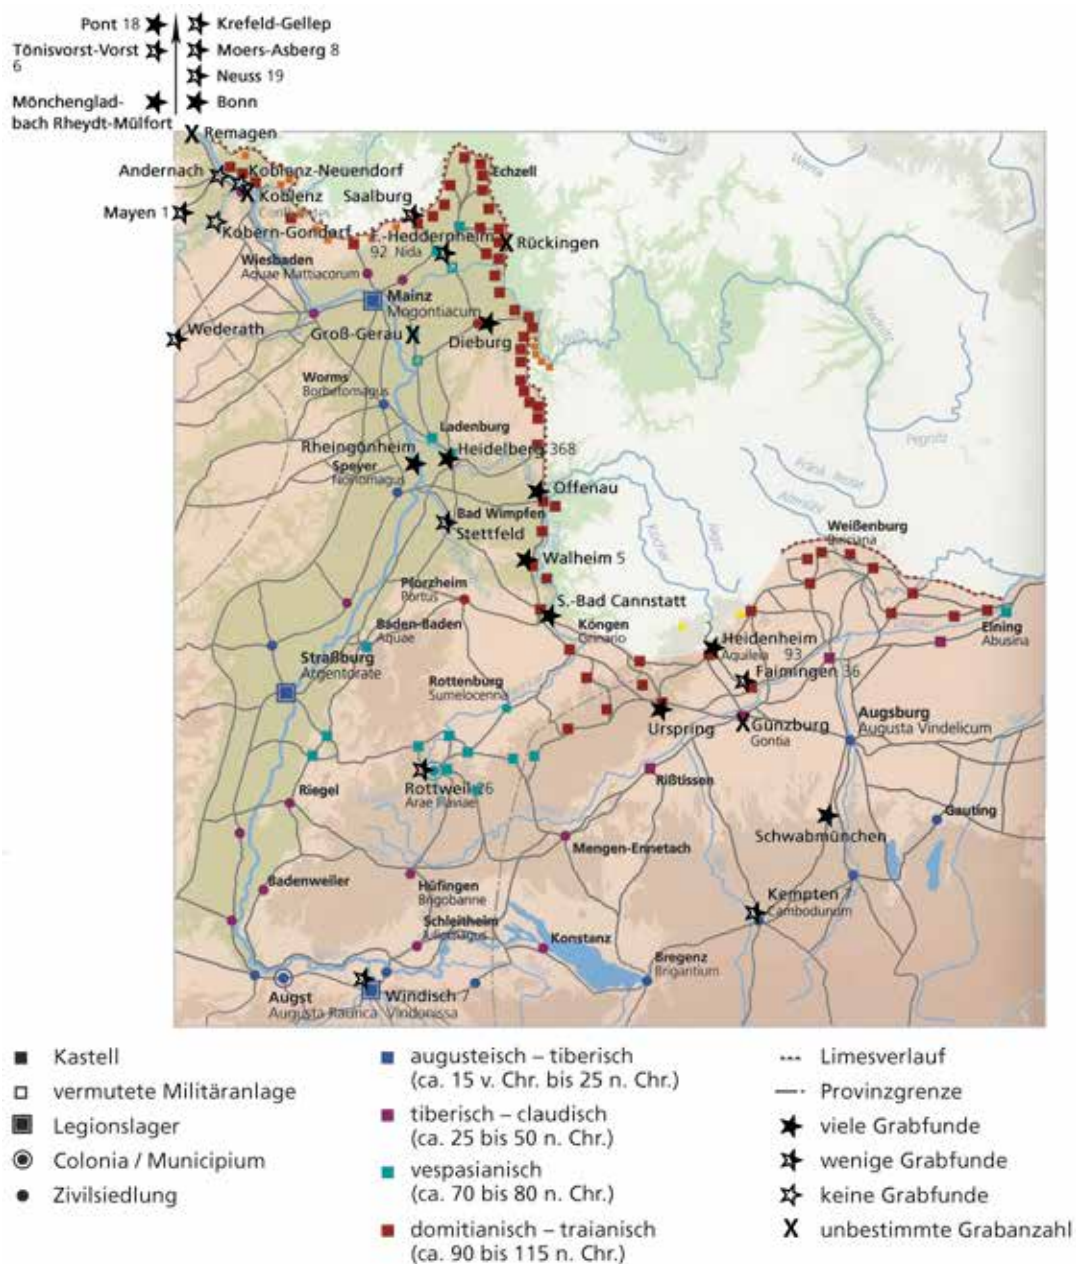 Pont 18
Krefeld-Gellep
Tönisvorst-Vorst
6
Moers-Asberg 8
Neuss 19
Mönchenglad-
bach Rheydt-Mülfort
Bonn
Remagen
Andernach
Koblenz-Neuendorf
Echzell
Koblenz
Saalburg
Mayen 1
Kobern-Gondorf
F.-Heddernheim
92 Nida
Rückingen
Wiesbaden
Aquae Mattiacorum
Mainz
Mogontiacum
Wederath
Groß-Gerau
Dieburg
Worms
Borbetomagus
Ladenburg
Rheingönheim
Heidelberg 368
Speyer
Noviomagus
Pegnitz
Offenau
Bad Wimpfen
Stettfeld
Kocher
Jagst
Weißenburg
Biriciana
Walheim 5
Pforzheim
Portus
S.-Bad Cannstatt
Baden-Baden
Aquae
Köngen
Grinario
Heidenheim
Aquileia 93
Eining
Abusina
Straßburg
Argentorate
Faimingen 36
Rottenburg
Sumelocenna
Urspring
Günzburg
Gontia
Augsburg
Augusta Vindelicum
Rottweil 26
Arae Flaviae
Rißtissen
Riegel
Schwabmünchen
Gauting
Mengen-Ennetach
Badenweiler
Hüfingen
Brigobanne
Kempten 7
Cambodunum
Schleitheim
Juliomagus
Konstanz
Bregenz
Brigantium
Augst
Augusta Raurica
Windisch 7
Vindonissa
Kastell
vermutete Militäranlage
Legionslager
Colonia / Municipium
Zivilsiedlung
augusteisch – tiberisch
(ca. 15 v. Chr. bis 25 n. Chr.)
tiberisch – claudisch
(ca. 25 bis 50 n. Chr.)
vespasianisch
(ca. 70 bis 80 n. Chr.)
domitianisch – traianisch
(ca. 90 bis 115 n. Chr.)
Limesverlauf
Provinzgrenze
viele Grabfunde
wenige Grabfunde
keine Grabfunde
unbestimmte Grabanzahl